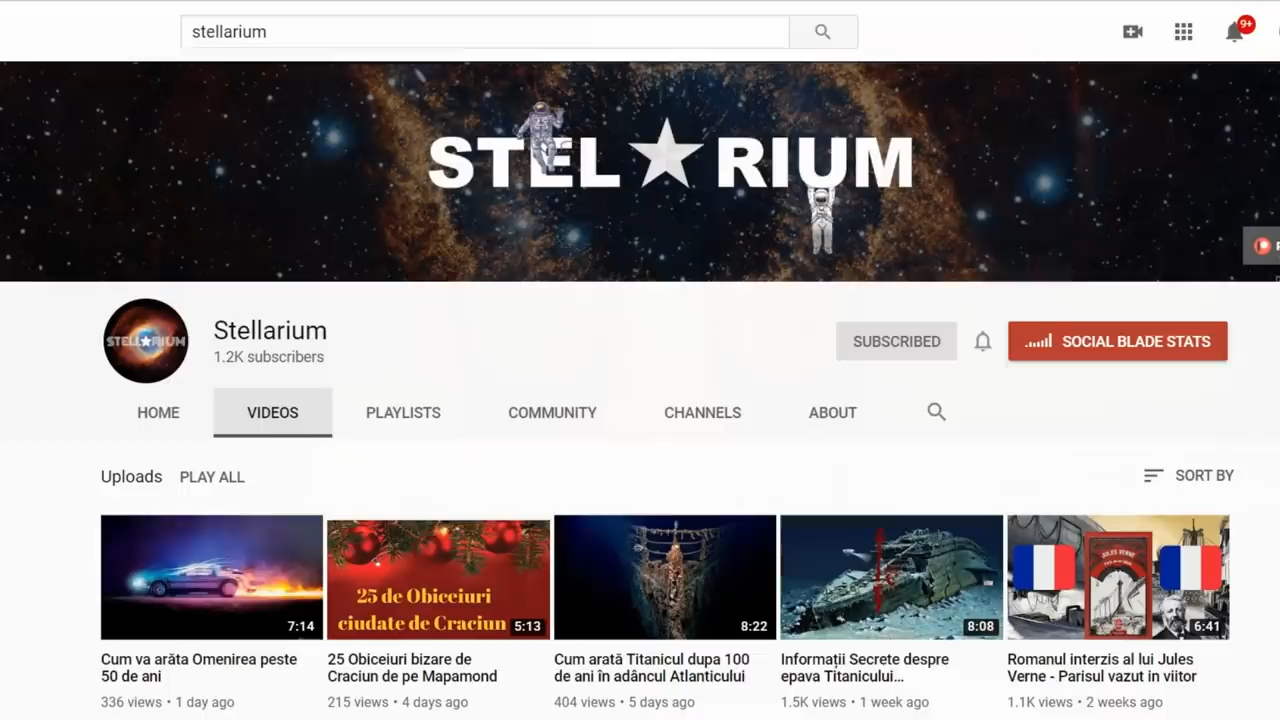 stellarium
9+
STEL★RIUM
Stellarium
1.2K subscribers
SUBSCRIBED
SOCIAL BLADE STATS
HOME
VIDEOS
PLAYLISTS
COMMUNITY
CHANNELS
ABOUT
Uploads
PLAY ALL
SORT BY
7:14
25 de Obiceiuri
ciudate de Craciun
5:13
8:22
8:08
JULES VERNE
6:41
Cum va arăta Omenirea peste
50 de ani
336 views • 1 day ago
25 Obiceiuri bizare de
Craciun de pe Mapamond
215 views • 4 days ago
Cum arată Titanicul dupa 100
de ani în adâncul Atlanticului
404 views • 5 days ago
Informații Secrete despre
epava Titanicului...
1.5K views • 1 week ago
Romanul interzis al lui Jules
Verne - Parisul vazut in viitor
1.1K views • 2 weeks ago